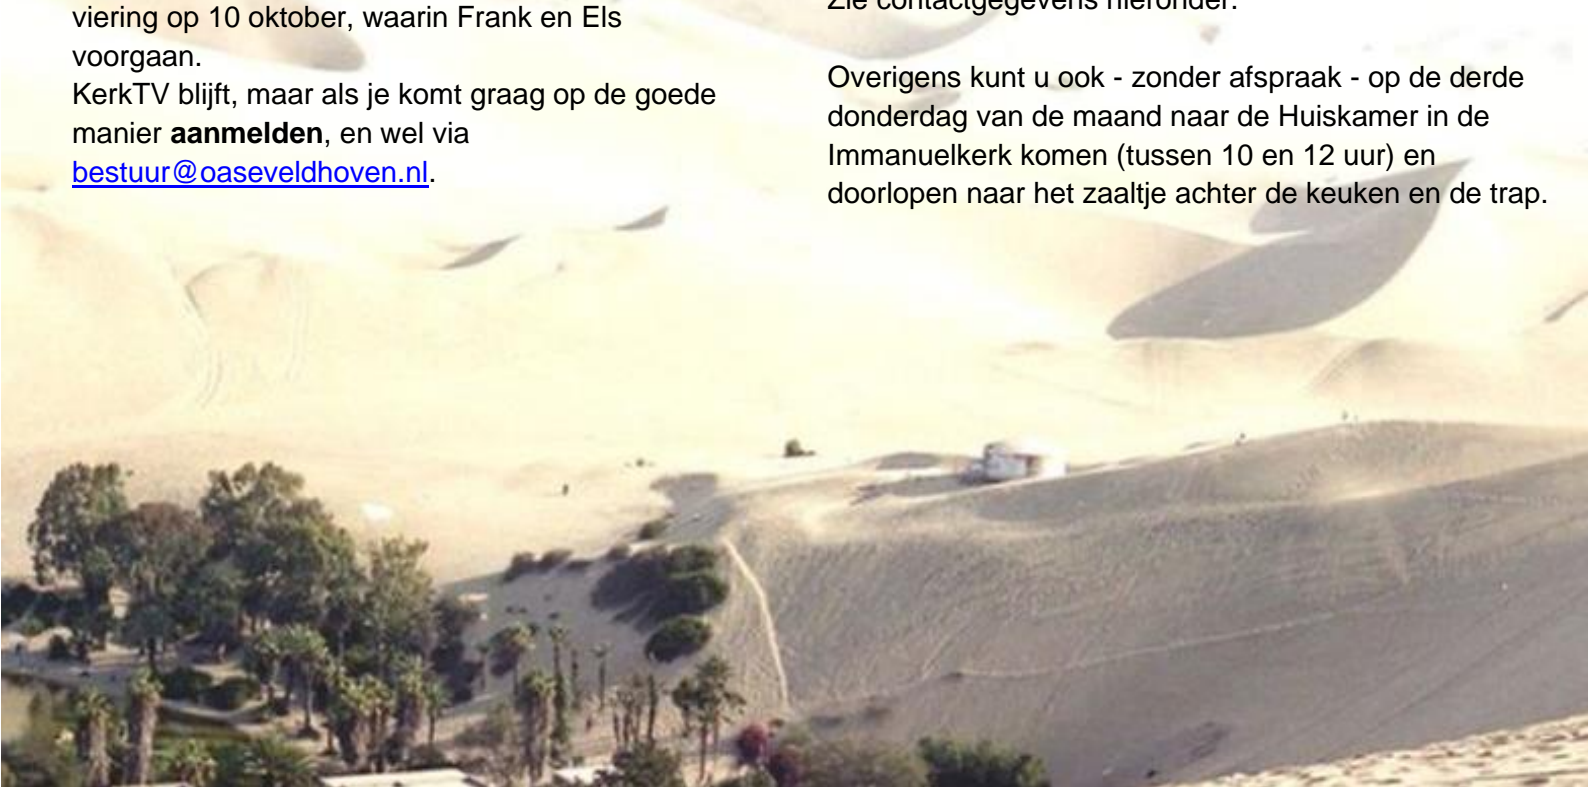 viering op 10 oktober, waarin Frank en Els
voorgaan.
KerkTV blijft, maar als je komt graag op de goede
manier aanmelden, en wel via
bestuur@oaseveldhoven.nl.
Zie contactgegevens hieronder.
Overigens kunt u ook - zonder afspraak - op de derde
donderdag van de maand naar de Huiskamer in de
Immanuelkerk komen (tussen 10 en 12 uur) en
doorlopen naar het zaaltje achter de keuken en de trap.